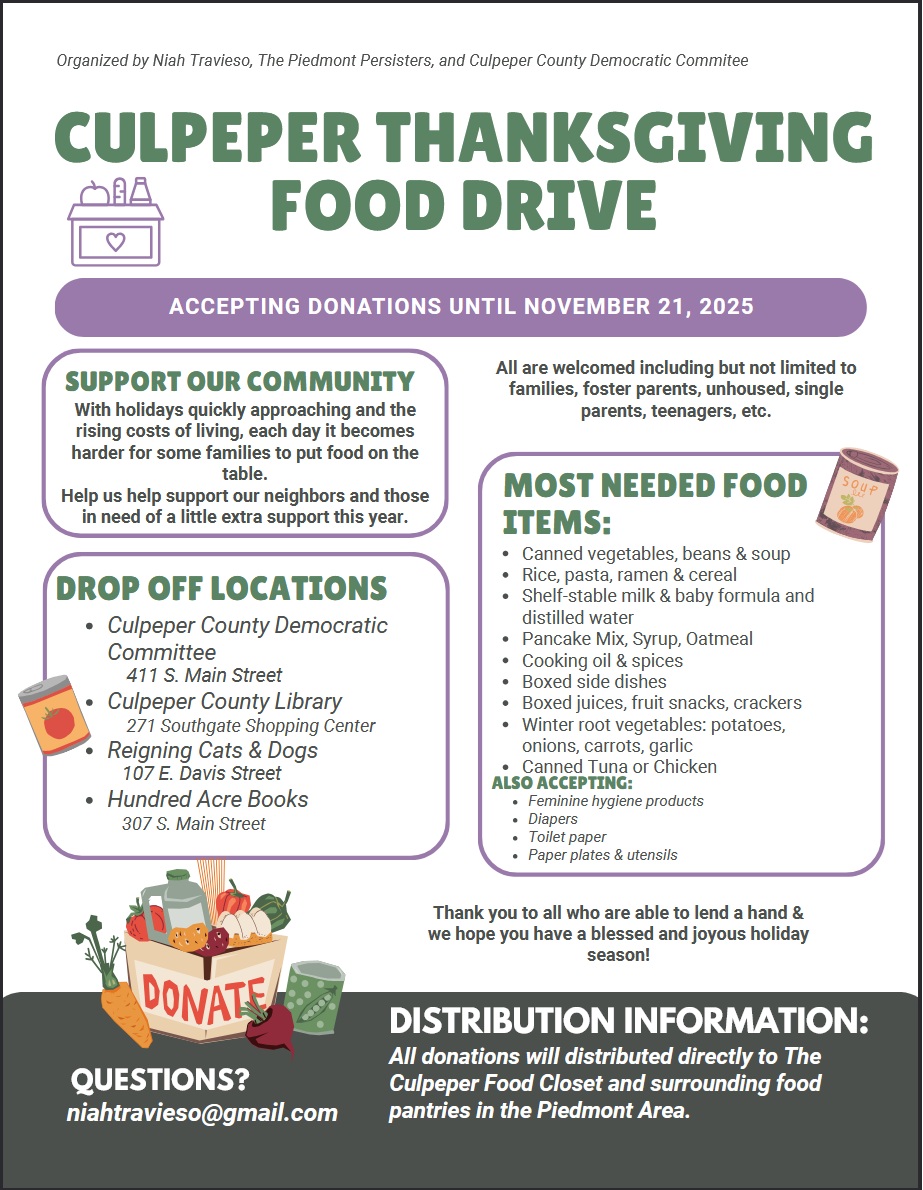 Organized by Niah Travieso, The Piedmont Persisters, and Culpeper County Democratic Commitee
CULPEPER THANKSGIVING
FOOD DRIVE
ACCEPTING DONATIONS UNTIL NOVEMBER 21, 2025
SUPPORT OUR COMMUNITY
With holidays quickly approaching and the
rising costs of living, each day it becomes
harder for some families to put food on the
table.
Help us help support our neighbors and those
in need of a little extra support this year.
All are welcomed including but not limited to
families, foster parents, unhoused, single
parents, teenagers, etc.
DROP OFF LOCATIONS
• Culpeper County Democratic
Committee
411 S. Main Street
• Culpeper County Library
271 Southgate Shopping Center
• Reigning Cats & Dogs
107 E. Davis Street
• Hundred Acre Books
307 S. Main Street
MOST NEEDED FOOD
ITEMS:
SOUP
• Canned vegetables, beans & soup
• Rice, pasta, ramen & cereal
• Shelf-stable milk & baby formula and
distilled water
• Pancake Mix, Syrup, Oatmeal
• Cooking oil & spices
• Boxed side dishes
• Boxed juices, fruit snacks, crackers
• Winter root vegetables: potatoes,
onions, carrots, garlic
• Canned Tuna or Chicken
ALSO ACCEPTING:
• Feminine hygiene products
• Diapers
• Toilet paper
• Paper plates & utensils
Thank you to all who are able to lend a hand &
we hope you have a blessed and joyous holiday
season!
DONATE
QUESTIONS?
niahtravieso@gmail.com
DISTRIBUTION INFORMATION:
All donations will distributed directly to The
Culpeper Food Closet and surrounding food
pantries in the Piedmont Area.